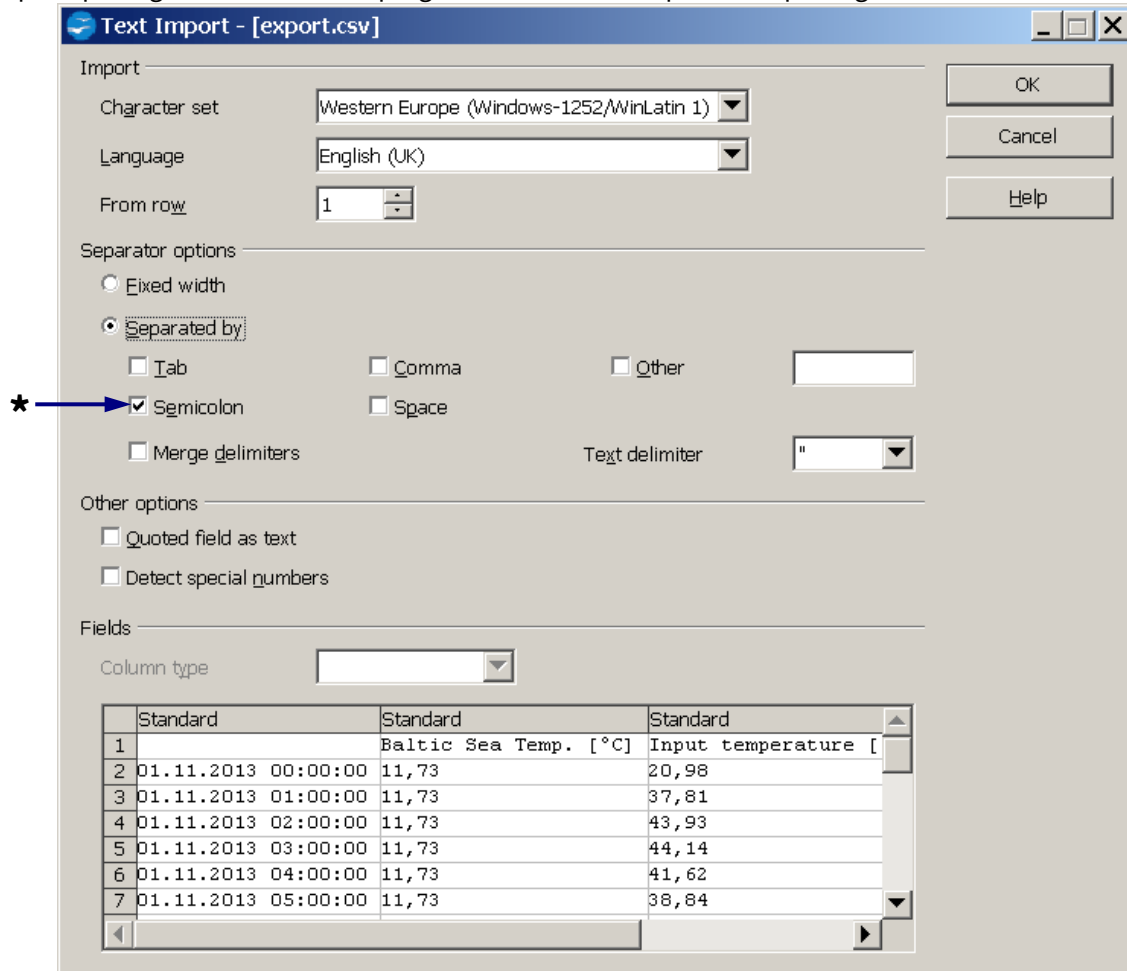 Text Import - [export.csv]
Import
OK
Character set Western Europe (Windows-1252/WinLatin 1)
Cancel
Language English (UK)
From row 1
Help
Separator options
Fixed width
Separated by
Tab Comma Other
* Semicolon Space
Merge delimiters Text delimiter "
Other options
Quoted field as text
Detect special numbers
Fields
Column type
Standard Standard Standard
1 Baltic Sea Temp. [°C] Input temperature [
2 01.11.2013 00:00:00 11,73 20,98
3 01.11.2013 01:00:00 11,73 37,81
4 01.11.2013 02:00:00 11,73 43,93
5 01.11.2013 03:00:00 11,73 44,14
6 01.11.2013 04:00:00 11,73 41,62
7 01.11.2013 05:00:00 11,73 38,84